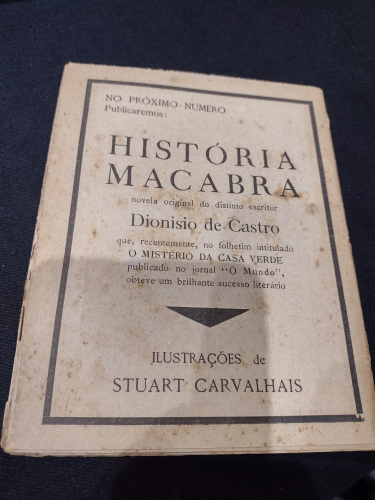 NO PRÓXIMO NUMERO
Publicaremos:
HISTÓRIA
MACABRA
novela original do distinto escritor
Dionisio de Castro
que, recentemente, no folhetim intitulado
O MISTÉRIO DA CASA VERDE
publicado no jornal "O Mundo",
obteve um brilhante sucesso literário
ILUSTRAÇÕES de
STUART CARVALHAIS